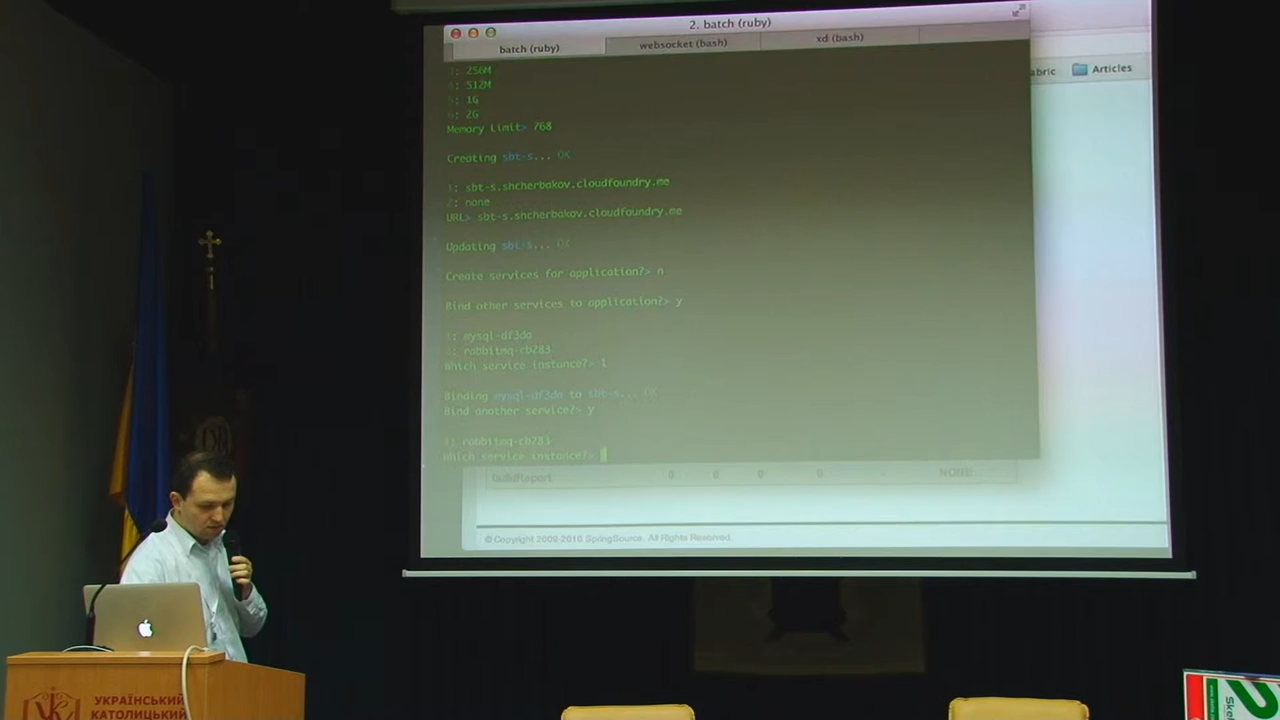 2. batch (ruby)
batch (ruby)
websocket (bash)
xd (bash)
Articles
: 256M
: 512M
: 1G
: 2G
Memory Limit> 768
Creating sbt-s... OK
1: sbt-s.shcherbakov.cloudfoundry.me
2: none
URL> sbt-s.shcherbakov.cloudfoundry.me
Updating sbt-s... OK
Create services for application?> n
Bind other services to application?> y
1: mysql-df3da
: rabbitmq-cb283
Which service instance?> 1
Binding mysql-df3da to sbt-s... OK
Bind another service?> y
: rabbitmq-cb283
Which service instance?>
0 0 0 0 - NONE
© Copyright 2009-2010 SpringSource. All Rights Reserved.
УКРАЇНСЬКИЙ
КАТОЛИЦЬКИЙ